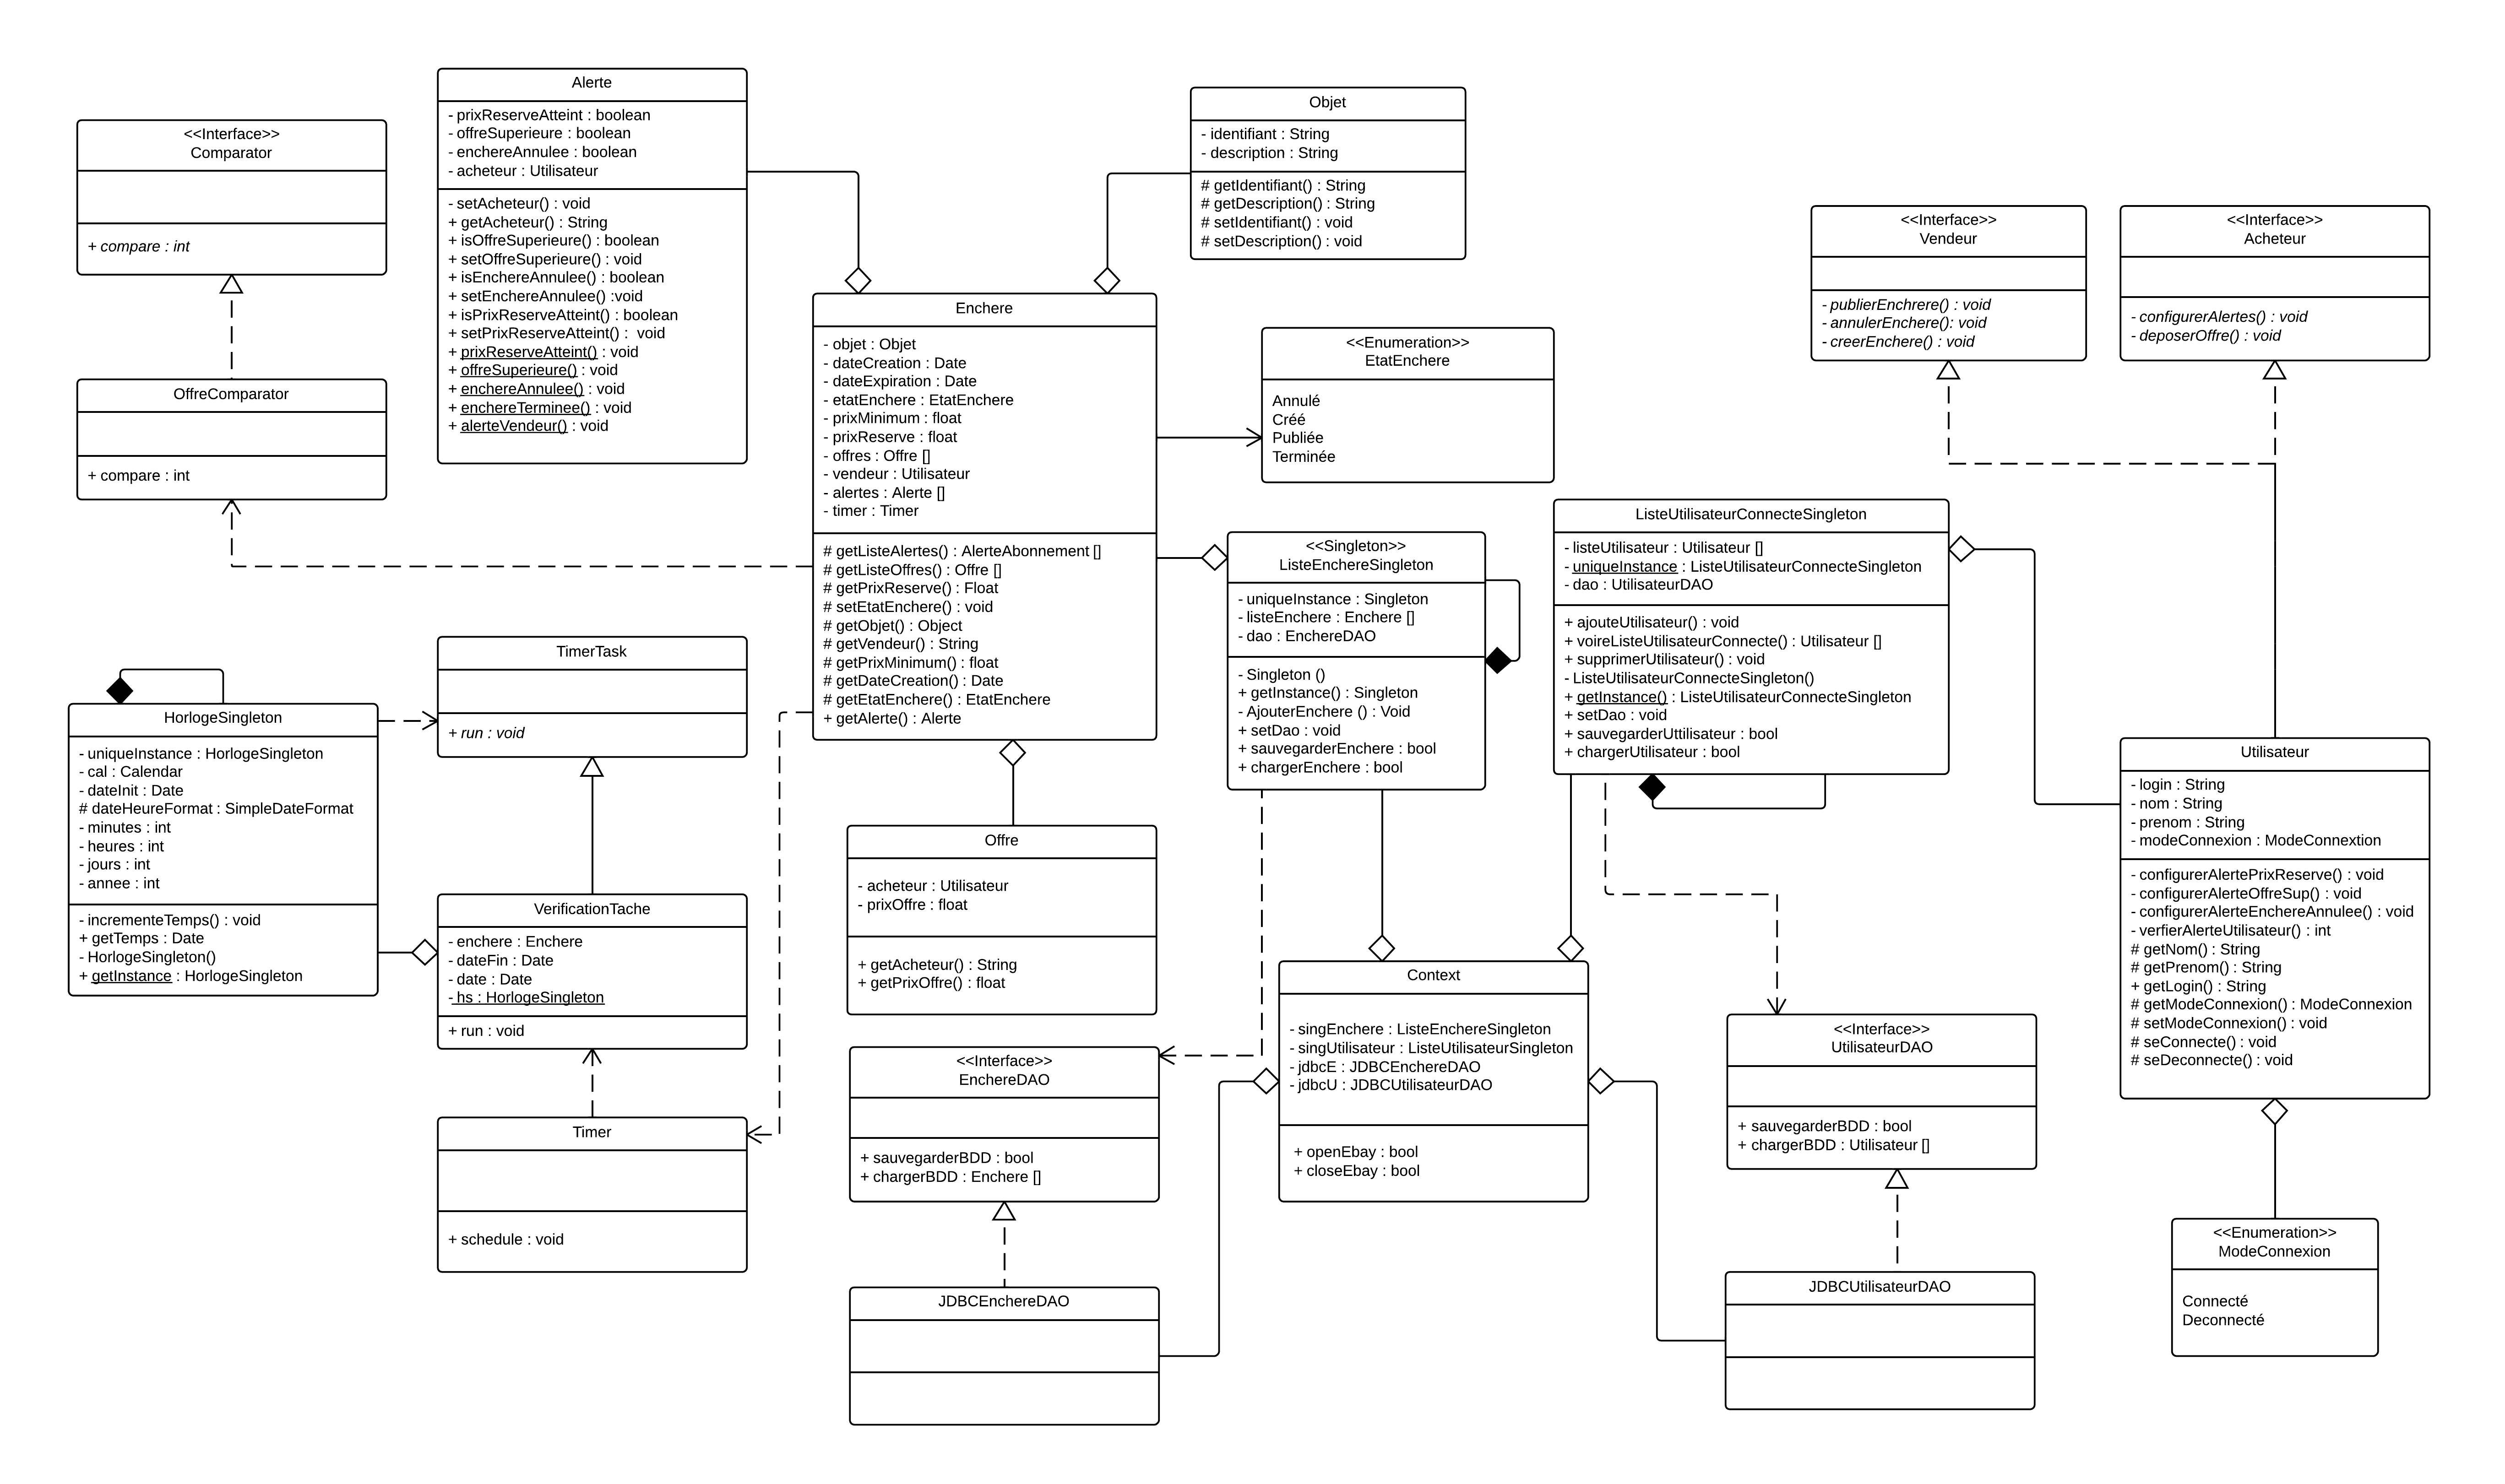 Alerte
- prixReserveAtteint : boolean
- offreSuperieure : boolean
- enchereAnnulee : boolean
- acheteur : Utilisateur
- setAcheteur() : void
+ getAcheteur() : String
+ isOffreSuperieure() : boolean
+ setOffreSuperieure() : void
+ isEnchereAnnulee() : boolean
+ setEnchereAnnulee() :void
+ isPrixReserveAtteint() : boolean
+ setPrixReserveAtteint() :  void
+ prixReserveAtteint() : void
+ offreSuperieure() : void
+ enchereAnnulee() : void
+ enchereTerminee() : void
+ alerteVendeur() : void
Objet
- identifiant : String
- description : String
# getIdentifiant() : String
# getDescription() : String
# setIdentifiant() : void
# setDescription() : void
<<Interface>>
Comparator
+ compare : int
OffreComparator
+ compare : int
<<Interface>>
Vendeur
- publierEnchrere() : void
- annulerEnchere(): void
- creerEnchere() : void
<<Interface>>
Acheteur
- configurerAlertes() : void
- deposerOffre() : void
Enchere
- objet : Objet
- dateCreation : Date
- dateExpiration : Date
- etatEnchere : EtatEnchere
- prixMinimum : float
- prixReserve : float
- offres : Offre []
- vendeur : Utilisateur
- alertes : Alerte []
- timer : Timer
# getListeAlertes() : AlerteAbonnement []
# getListeOffres() : Offre []
# getPrixReserve() : Float
# setEtatEnchere() : void
# getObjet() : Object
# getVendeur() : String
# getPrixMinimum() : float
# getDateCreation() : Date
# getEtatEnchere() : EtatEnchere
+ getAlerte() : Alerte
<<Enumeration>>
EtatEnchere
Annulé
Créé
Publiée
Terminée
<<Singleton>>
ListeEnchereSingleton
- uniqueInstance : Singleton
- listeEnchere : Enchere []
- dao : EnchereDAO
- Singleton ()
+ getInstance() : Singleton
- AjouterEnchere () : Void
+ setDao : void
+ sauvegarderEnchere : bool
+ chargerEnchere : bool
ListeUtilisateurConnecteSingleton
- listeUtilisateur : Utilisateur []
- uniqueInstance : ListeUtilisateurConnecteSingleton
- dao : UtilisateurDAO
+ ajouteUtilisateur() : void
+ voireListeUtilisateurConnecte() : Utilisateur []
+ supprimerUtilisateur() : void
- ListeUtilisateurConnecteSingleton()
+ getInstance() : ListeUtilisateurConnecteSingleton
+ setDao : void
+ sauvegarderUttilisateur : bool
+ chargerUtilisateur : bool
TimerTask
+ run : void
HorlogeSingleton
- uniqueInstance : HorlogeSingleton
- cal : Calendar
- dateInit : Date
# dateHeureFormat : SimpleDateFormat
- minutes : int
- heures : int
- jours : int
- annee : int
- incrementeTemps() : void
+ getTemps : Date
- HorlogeSingleton()
+ getInstance : HorlogeSingleton
VerificationTache
- enchere : Enchere
- dateFin : Date
- date : Date
- hs : HorlogeSingleton
+ run : void
Timer
+ schedule : void
Offre
- acheteur : Utilisateur
- prixOffre : float
+ getAcheteur() : String
+ getPrixOffre() : float
<<Interface>>
EnchereDAO
+ sauvegarderBDD : bool
+ chargerBDD : Enchere []
JDBCEnchereDAO
Context
- singEnchere : ListeEnchereSingleton
- singUtilisateur : ListeUtilisateurSingleton
- jdbcE : JDBCEnchereDAO
- jdbcU : JDBCUtilisateurDAO
+ openEbay : bool
+ closeEbay : bool
<<Interface>>
UtilisateurDAO
+ sauvegarderBDD : bool
+ chargerBDD : Utilisateur []
JDBCUtilisateurDAO
Utilisateur
- login : String
- nom : String
- prenom : String
- modeConnexion : ModeConnextion
- configurerAlertePrixReserve() : void
- configurerAlerteOffreSup() : void
- configurerAlerteEnchereAnnulee() : void
- verfierAlerteUtilisateur() : int
# getNom() : String
# getPrenom() : String
+ getLogin() : String
# getModeConnexion() : ModeConnexion
# setModeConnexion() : void
# seConnecte() : void
# seDeconnecte() : void
<<Enumeration>>
ModeConnexion
Connecté
Deconnecté